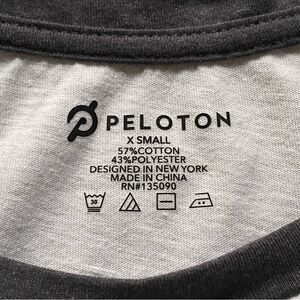 PELOTON
X SMALL
57%COTTON
43%POLYESTER
DESIGNED IN NEW YORK
MADE IN CHINA
RN#135090
30